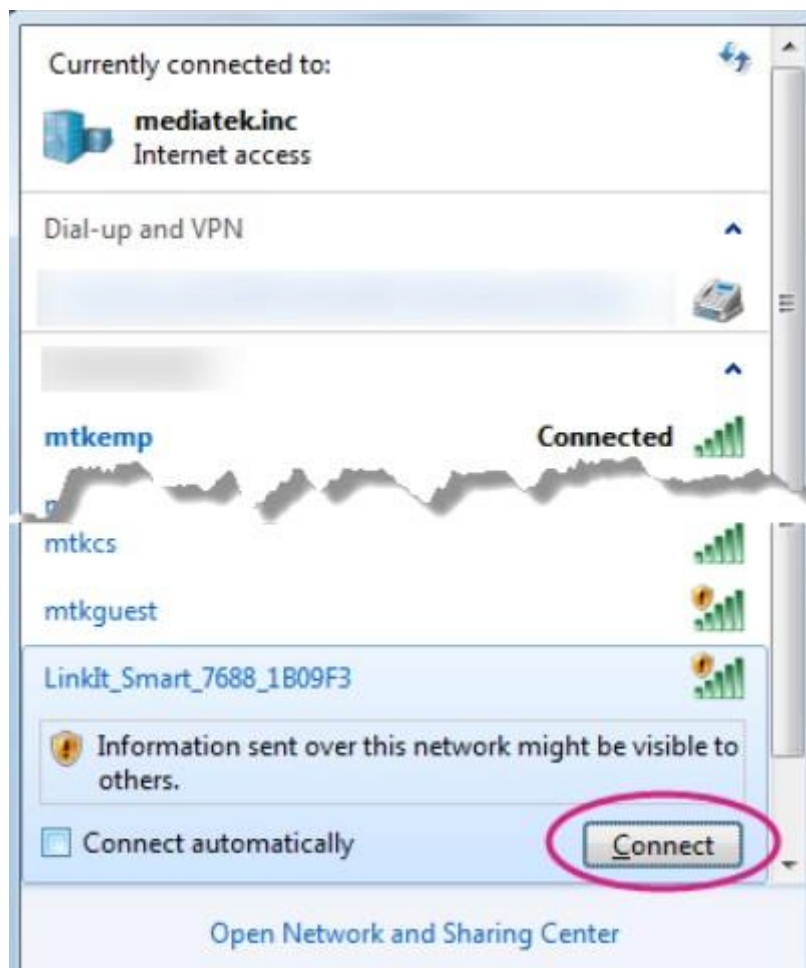 Currently connected to:
mediatek.inc
Internet access
Dial-up and VPN
mtkemp Connected
mtkcs
mtkguest
LinkIt_Smart_7688_1B09F3
Information sent over this network might be visible to
others.
Connect automatically Connect
Open Network and Sharing Center